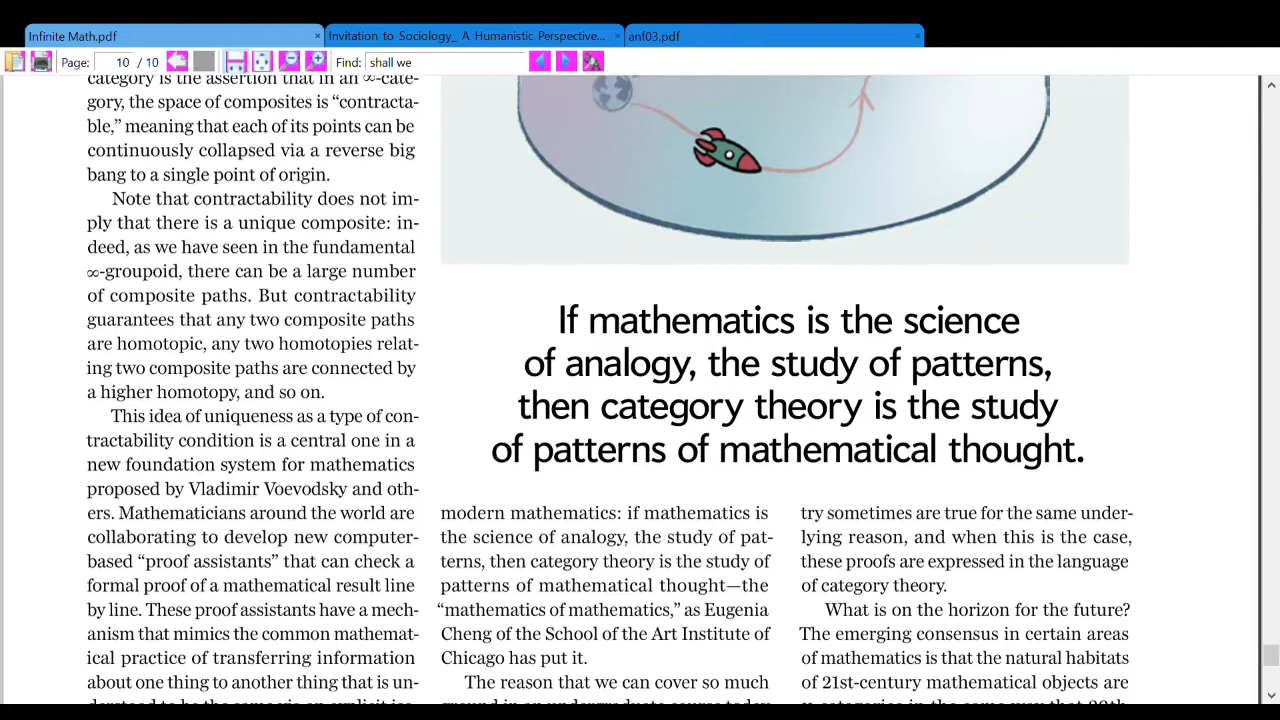 Infinite Math.pdf
Invitation to Sociology_ A Humanistic Perspective...
anf03.pdf
Page: 10 / 10
Find: shall we
category is the assertion that in an ∞-cate-
gory, the space of composites is “contracta-
ble,” meaning that each of its points can be
continuously collapsed via a reverse big
bang to a single point of origin.
Note that contractability does not im-
ply that there is a unique composite: in-
deed, as we have seen in the fundamental
∞-groupoid, there can be a large number
of composite paths. But contractability
guarantees that any two composite paths
are homotopic, any two homotopies relat-
ing two composite paths are connected by
a higher homotopy, and so on.
This idea of uniqueness as a type of con-
tractability condition is a central one in a
new foundation system for mathematics
proposed by Vladimir Voevodsky and oth-
ers. Mathematicians around the world are
collaborating to develop new computer-
based “proof assistants” that can check a
formal proof of a mathematical result line
by line. These proof assistants have a mech-
anism that mimics the common mathemat-
ical practice of transferring information
about one thing to another thing that is un-
If mathematics is the science
of analogy, the study of patterns,
then category theory is the study
of patterns of mathematical thought.
modern mathematics: if mathematics is
the science of analogy, the study of pat-
terns, then category theory is the study of
patterns of mathematical thought—the
“mathematics of mathematics,” as Eugenia
Cheng of the School of the Art Institute of
Chicago has put it.
The reason that we can cover so much
try sometimes are true for the same under-
lying reason, and when this is the case,
these proofs are expressed in the language
of category theory.
What is on the horizon for the future?
The emerging consensus in certain areas
of mathematics is that the natural habitats
of 21st-century mathematical objects are